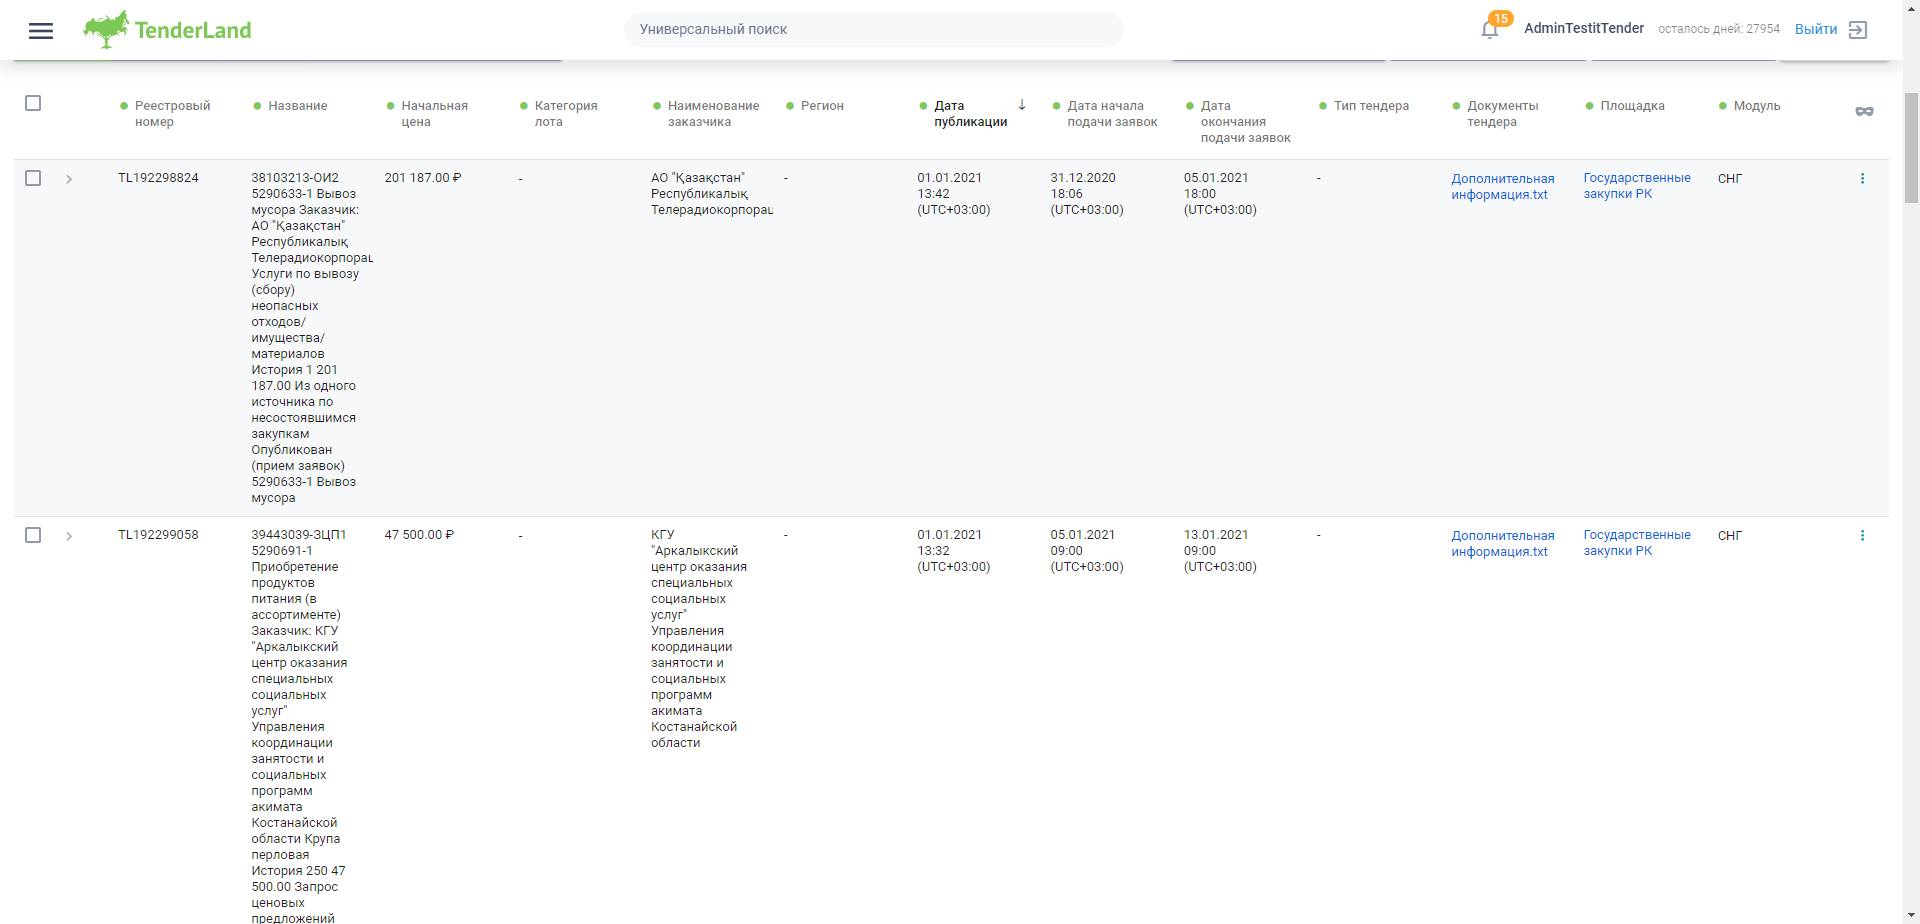 TenderLand
Универсальный поиск
15
AdminTestitTender
осталось дней: 27954
Выйти
Реестровый
номер
Название
Начальная
цена
Категория
лота
Наименование
заказчика
Регион
Дата
публикации
Дата начала
подачи заявок
Дата
окончания
подачи заявок
Тип тендера
Документы
тендера
Площадка
Модуль
TL192298824
38103213-ОИ2
5290633-1 Вывоз
мусора Заказчик:
АО "Қазақстан"
Республикалық
Телерадиокорпорац
Услуги по вывозу
(сбору)
неопасных
отходов/
имущества/
материалов
История 1 201
187.00 Из одного
источника по
несостоявшимся
закупкам
Опубликован
(прием заявок)
5290633-1 Вывоз
мусора
201 187.00 ₽
-
АО "Қазақстан"
Республикалық
Телерадиокорпорац
-
01.01.2021
13:42
(UTC+03:00)
31.12.2020
18:06
(UTC+03:00)
05.01.2021
18:00
(UTC+03:00)
-
Дополнительная
информация.txt
Государственные
закупки РК
СНГ
TL192299058
39443039-ЗЦП1
5290691-1
Приобретение
продуктов
питания (в
ассортименте)
Заказчик: КГУ
"Аркалыкский
центр оказания
специальных
социальных
услуг"
Управления
координации
занятости и
социальных
программ
акимата
Костанайской
области Крупа
перловая
История 250 47
500.00 Запрос
ценовых
предложений
47 500.00 ₽
-
КГУ
"Аркалыкский
центр оказания
специальных
социальных
услуг"
Управления
координации
занятости и
социальных
программ
акимата
Костанайской
области
-
01.01.2021
13:32
(UTC+03:00)
05.01.2021
09:00
(UTC+03:00)
13.01.2021
09:00
(UTC+03:00)
-
Дополнительная
информация.txt
Государственные
закупки РК
СНГ